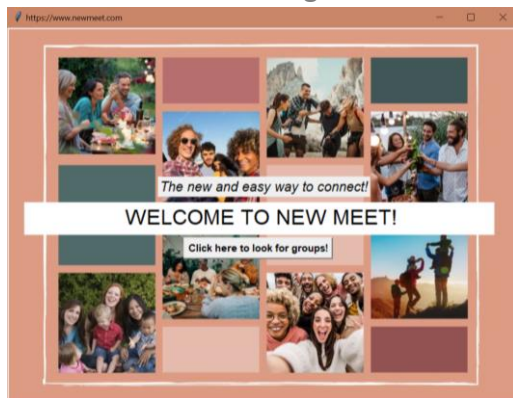 https://www.newmeet.com
The new and easy way to connect!
WELCOME TO NEW MEET!
Click here to look for groups!